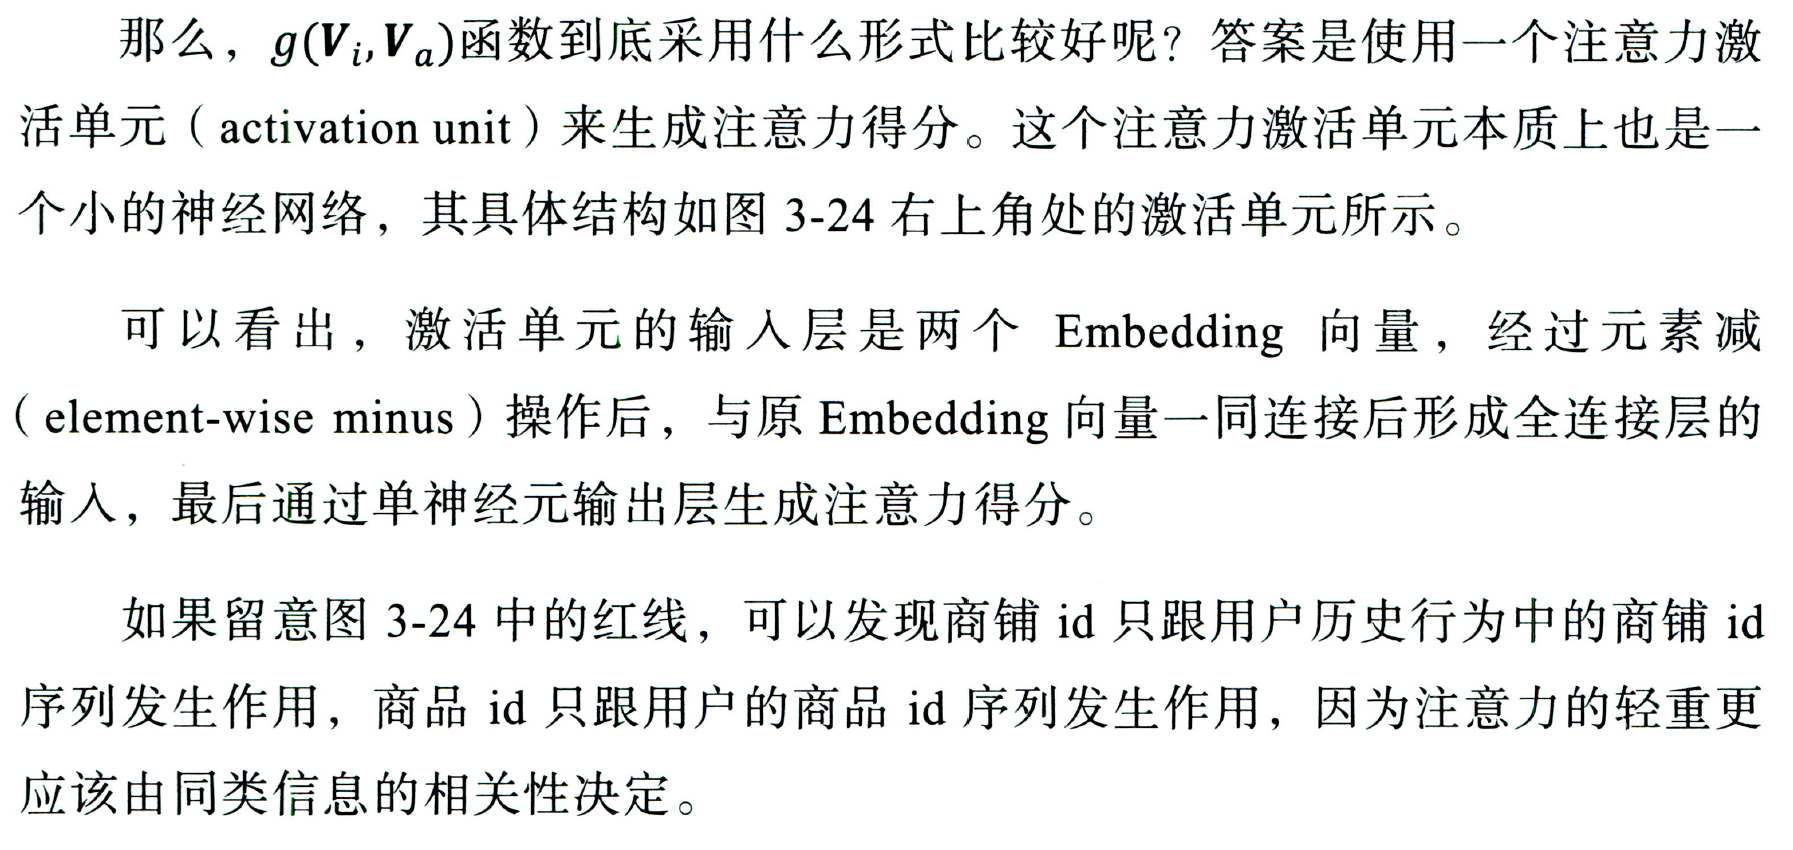 那么，g(Vᵢ,Vₐ)函数到底采用什么形式比较好呢？答案是使用一个注意力激
活单元（activation unit）来生成注意力得分。这个注意力激活单元本质上也是一
个小的神经网络，其具体结构如图 3-24 右上角处的激活单元所示。
可以看出，激活单元的输入层是两个 Embedding 向量，经过元素减
（element-wise minus）操作后，与原 Embedding 向量一同连接后形成全连接层的
输入，最后通过单神经元输出层生成注意力得分。
如果留意图 3-24 中的红线，可以发现商铺 id 只跟用户历史行为中的商铺 id
序列发生作用，商品 id 只跟用户的商品 id 序列发生作用，因为注意力的轻重更
应该由同类信息的相关性决定。